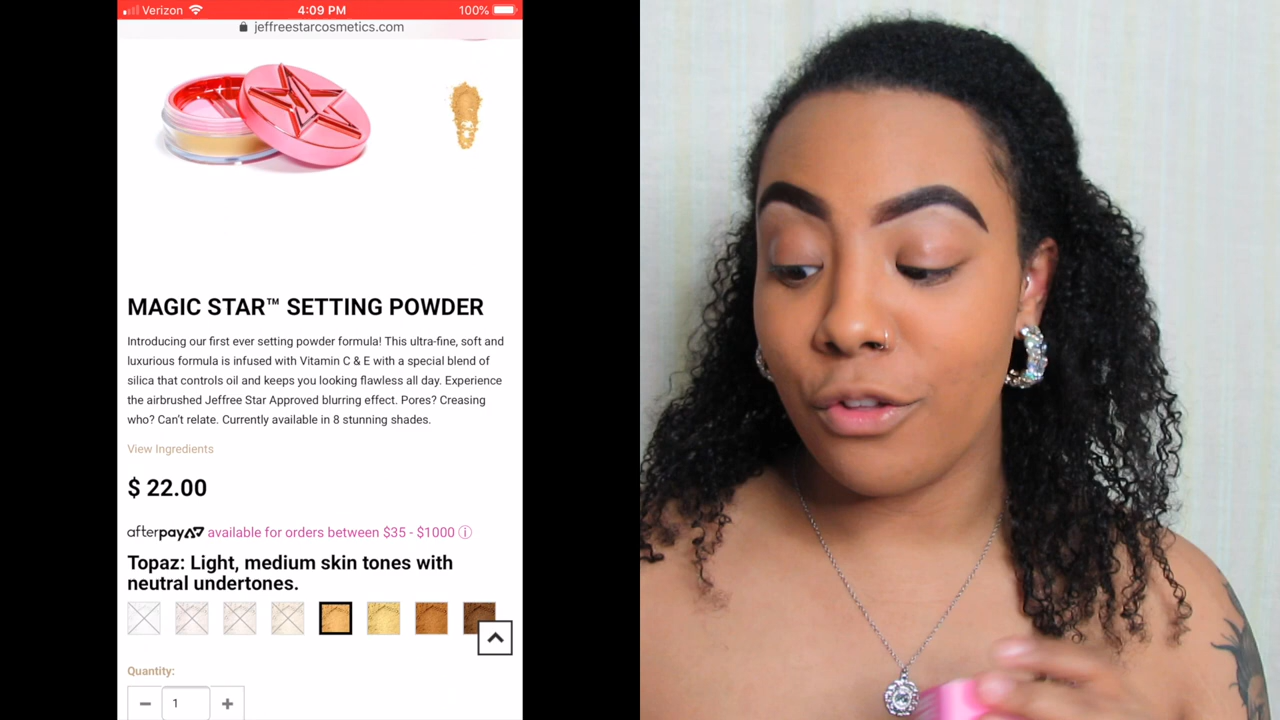 Verizon 4:09 PM 100%
jeffreestarcosmetics.com
MAGIC STAR™ SETTING POWDER
Introducing our first ever setting powder formula! This ultra-fine, soft and
luxurious formula is infused with Vitamin C & E with a special blend of
silica that controls oil and keeps you looking flawless all day. Experience
the airbrushed Jeffree Star Approved blurring effect. Pores? Creasing
who? Can't relate. Currently available in 8 stunning shades.
View Ingredients
$ 22.00
afterpay available for orders between $35 - $1000 ⓘ
Topaz: Light, medium skin tones with
neutral undertones.
Quantity:
− 1 +